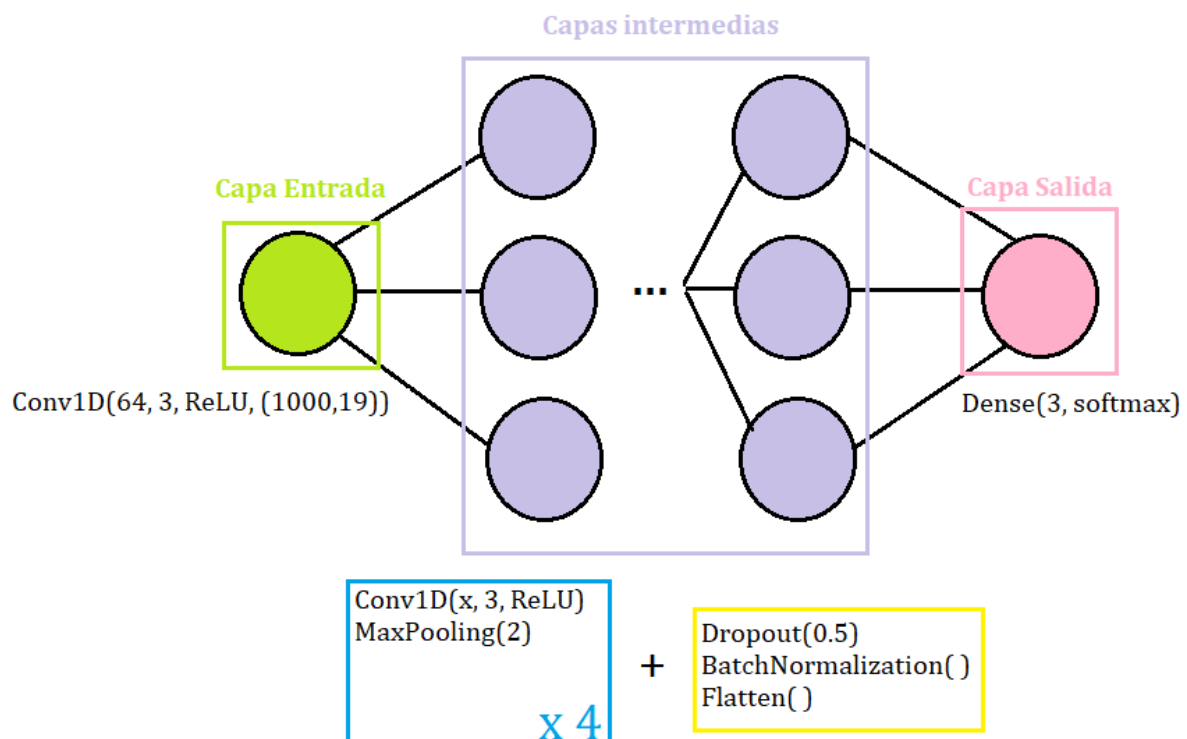 Capas intermedias
Capa Entrada
Capa Salida
...
Conv1D(64, 3, ReLU, (1000,19))
Dense(3, softmax)
Conv1D(x, 3, ReLU)
MaxPooling(2)
x 4
+
Dropout(0.5)
BatchNormalization( )
Flatten( )